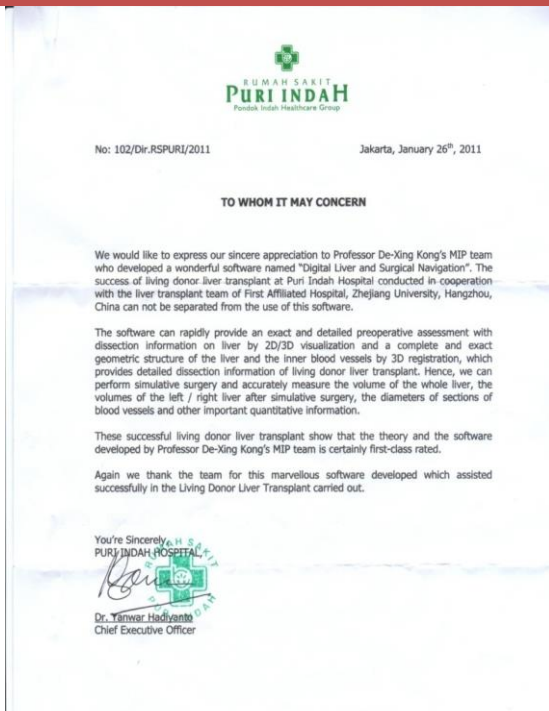 RUMAH SAKIT
PURI INDAH
Pondok Indah Healthcare Group
No: 102/Dir.RSPURI/2011 Jakarta, January 26th, 2011
TO WHOM IT MAY CONCERN
We would like to express our sincere appreciation to Professor De-Xing Kong's MIP team
who developed a wonderful software named "Digital Liver and Surgical Navigation". The
success of living donor liver transplant at Puri Indah Hospital conducted in cooperation
with the liver transplant team of First Affiliated Hospital, Zhejiang University, Hangzhou,
China can not be separated from the use of this software.
The software can rapidly provide an exact and detailed preoperative assessment with
dissection information on liver by 2D/3D visualization and a complete and exact
geometric structure of the liver and the inner blood vessels by 3D registration, which
provides detailed dissection information of living donor liver transplant. Hence, we can
perform simulative surgery and accurately measure the volume of the whole liver, the
volumes of the left / right liver after simulative surgery, the diameters of sections of
blood vessels and other important quantitative information.
These successful living donor liver transplant show that the theory and the software
developed by Professor De-Xing Kong's MIP team is certainly first-class rated.
Again we thank the team for this marvellous software developed which assisted
successfully in the Living Donor Liver Transplant carried out.
You're Sincerely,
PURI INDAH HOSPITAL,
RUMAH SAKIT
PURI INDAH
Dr. Yanwar Hadiyanto
Chief Executive Officer